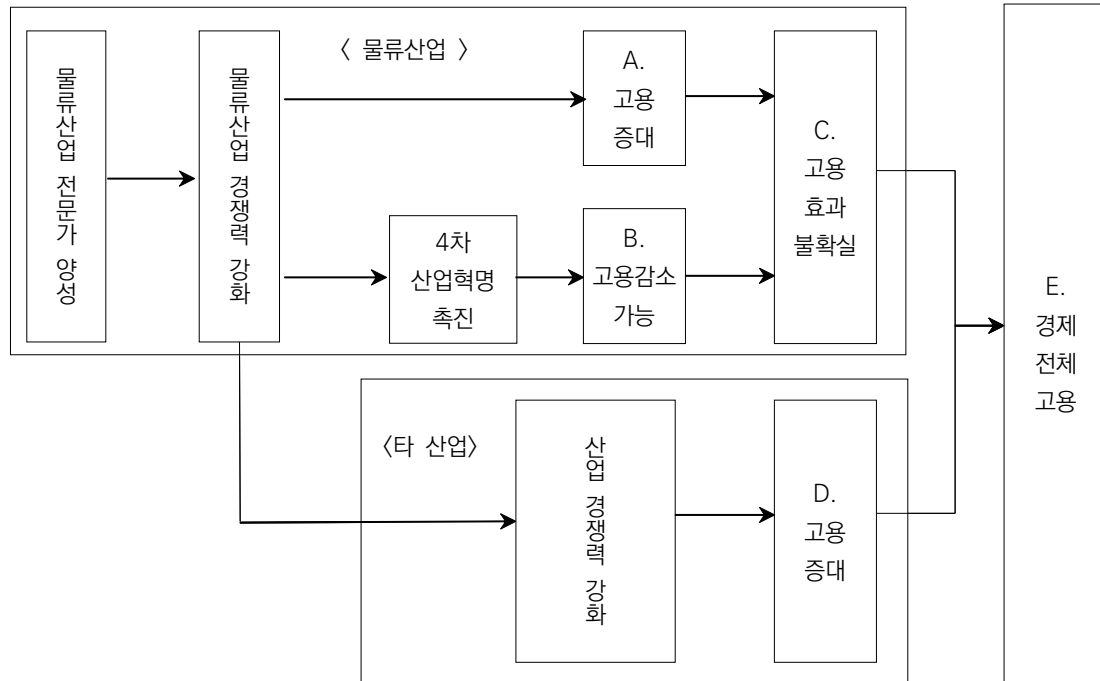 〈 물류산업 〉
물류산업 전문가 양성
물류산업 경쟁력 강화
A.
고용
증대
4차
산업혁명
촉진
B.
고용감소
가능
C.
고용
효과
불확실
〈타 산업〉
산업 경쟁력 강화
D.
고용
증대
E.
경제
전체
고용